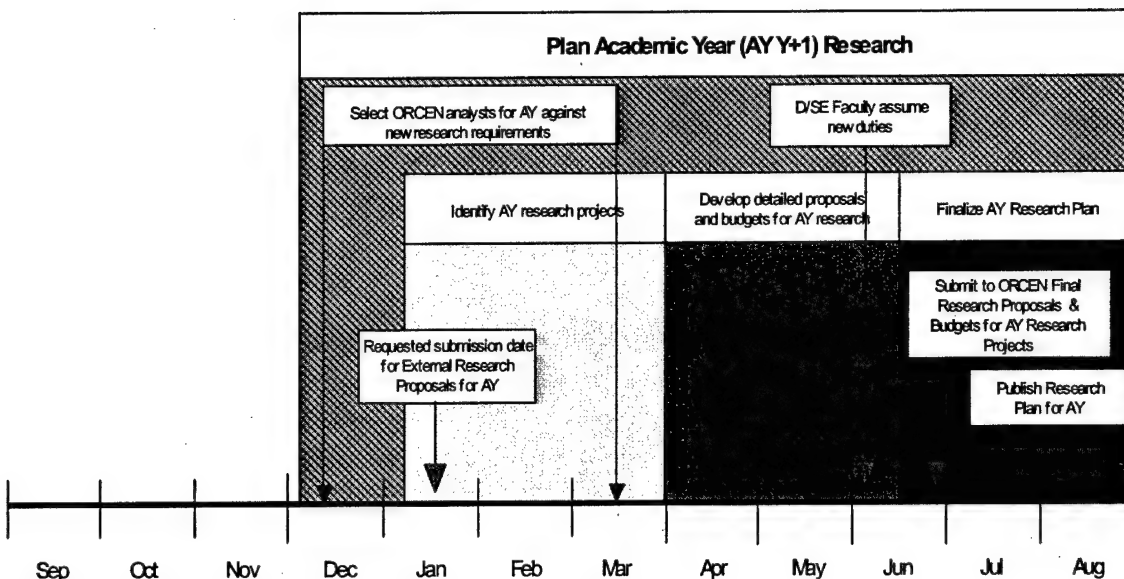 Plan Academic Year (AY Y+1) Research
Select ORCEN analysts for AY against
new research requirements
D/SE Faculty assume
new duties
Identify AY research projects
Develop detailed proposals
and budgets for AY research
Finalize AY Research Plan
Submit to ORCEN Final
Research Proposals &
Budgets for AY Research
Projects
Requested submission date
for External Research
Proposals for AY
Publish Research
Plan for AY
Sep Oct Nov Dec Jan Feb Mar Apr May Jun Jul Aug